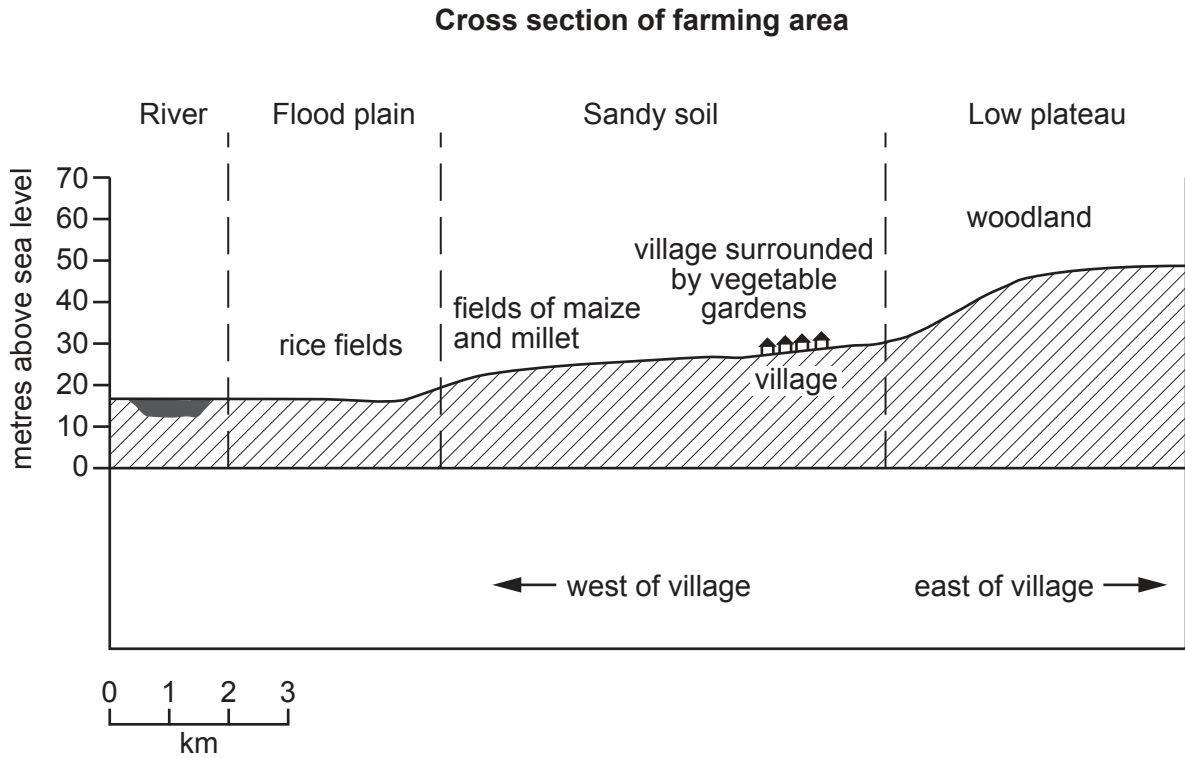 Cross section of farming area
River
Flood plain
Sandy soil
Low plateau
metres above sea level
70
60
50
40
30
20
10
0
rice fields
fields of maize
and millet
village surrounded
by vegetable
gardens
village
woodland
west of village
east of village
0 1 2 3
km